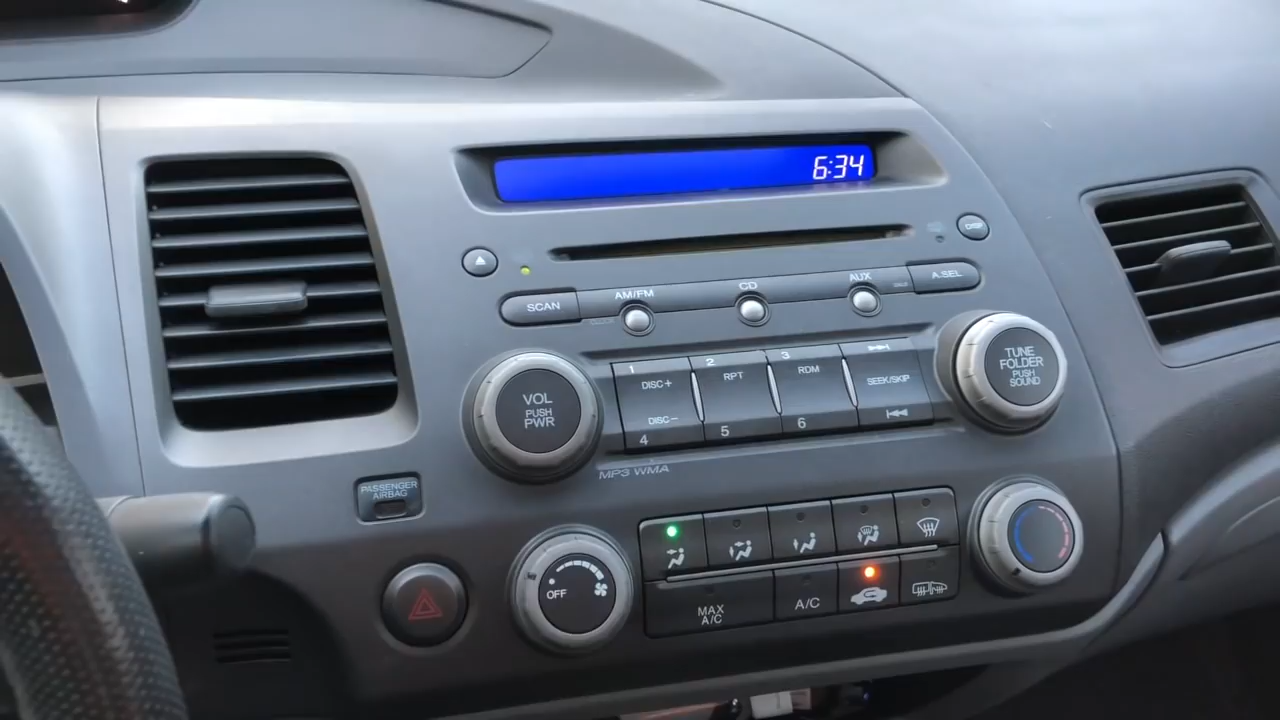 6:34
DISP
SCAN
AM/FM
CD
AUX
A.SEL
VOL
PUSH
PWR
1
DISC+
DISC−
4
2
RPT
5
3
RDM
6
SEEK/SKIP
TUNE
FOLDER
PUSH
SOUND
MP3 WMA
PASSENGER
AIRBAG
OFF
MAX
A/C
A/C